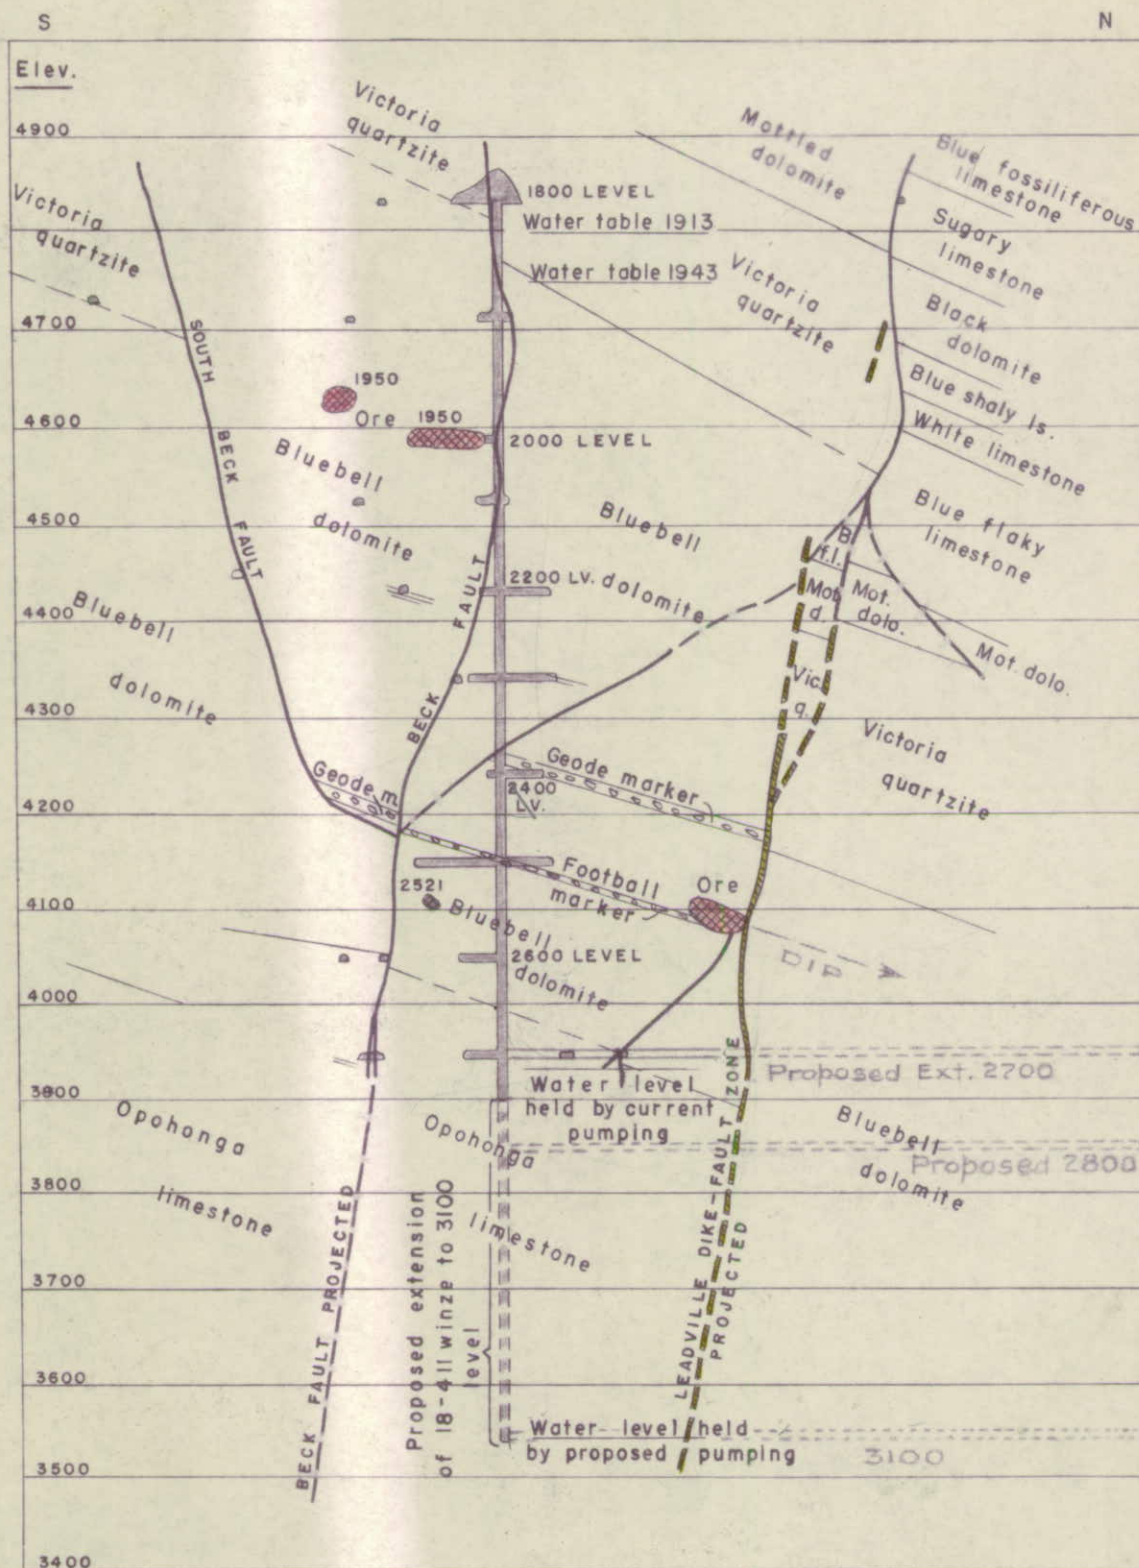 S
N
Elev.
4900
Victoria
quartzite
Mottled
dolomite
Blue fossiliferous
limestone
Victoria
quartzite
1800 LEVEL
Water table 1913
Sugary
limestone
Water table 1943
Victoria
quartzite
4700
SOUTH BECK FAULT
Black
dolomite
1950
Ore
1950
Blue shaly ls.
4600
2000 LEVEL
White limestone
Bluebell
dolomite
4500
Bluebell
dolomite
B.
f.l.
Blue flaky
limestone
2200 LV.
Mot.
d.
Mot.
dolo.
4400
Bluebell
dolomite
BECK FAULT
Mot. dolo.
Vic.
q.
4300
Victoria
quartzite
Geode m.
Geode marker
2400
LV.
4200
Football
marker
Ore
2521
4100
Bluebell
dolomite
2600 LEVEL
DIP
4000
Proposed Ext. 2700
3900
Water level
held by current
pumping
Opohonga
limestone
Opohonga
limestone
Bluebell
dolomite
Proposed 2800
3800
Proposed extension
of 18-411 winze to 3100
level
BECK FAULT PROJECTED
LEADVILLE DIKE-FAULT ZONE
PROJECTED
3700
3600
Water level held
by proposed pumping
3100
3500
3400